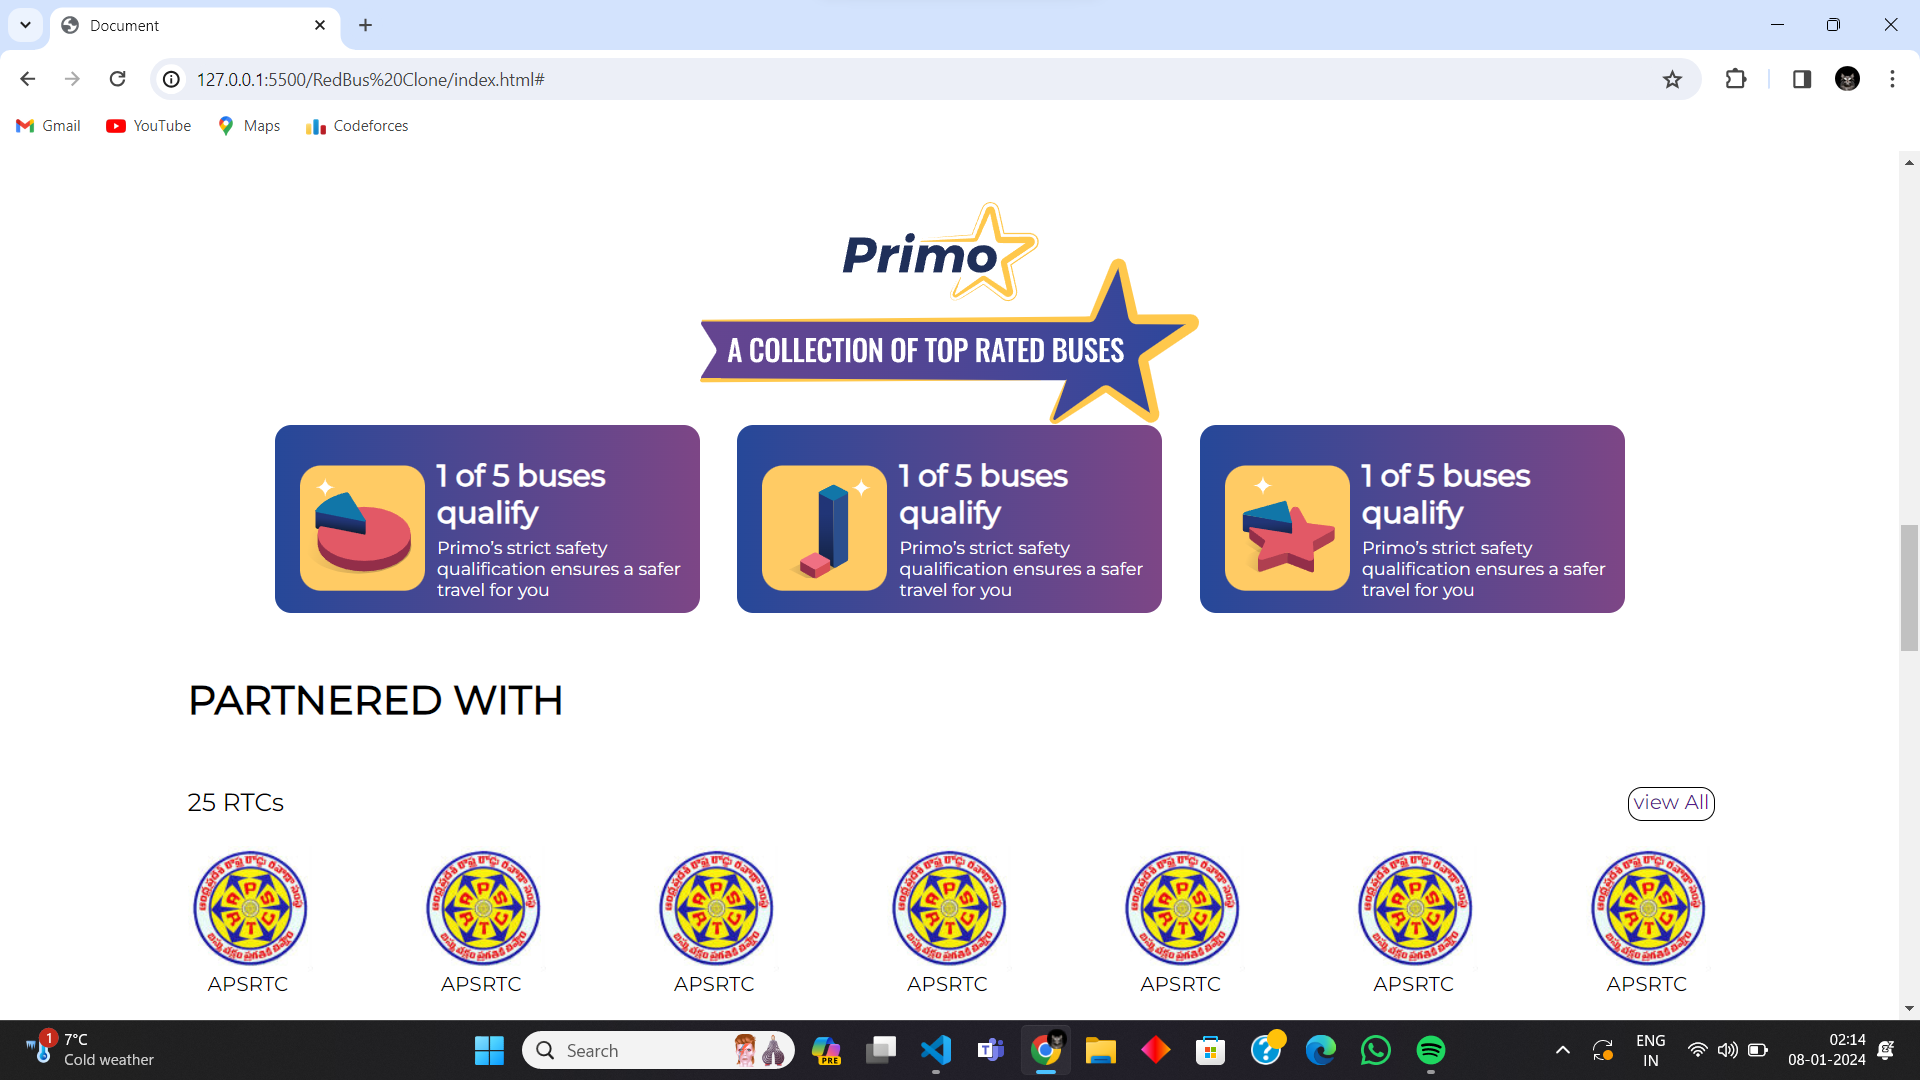 Document
127.0.0.1:5500/RedBus%20Clone/index.html#
Gmail YouTube Maps Codeforces
Primo
A COLLECTION OF TOP RATED BUSES
1 of 5 buses
qualify
Primo’s strict safety
qualification ensures a safer
travel for you
1 of 5 buses
qualify
Primo’s strict safety
qualification ensures a safer
travel for you
1 of 5 buses
qualify
Primo’s strict safety
qualification ensures a safer
travel for you
PARTNERED WITH
25 RTCs
view All
APSRTC APSRTC APSRTC APSRTC APSRTC APSRTC APSRTC
1
7°C
Cold weather
Search
PRE
ENG
IN
02:14
08-01-2024